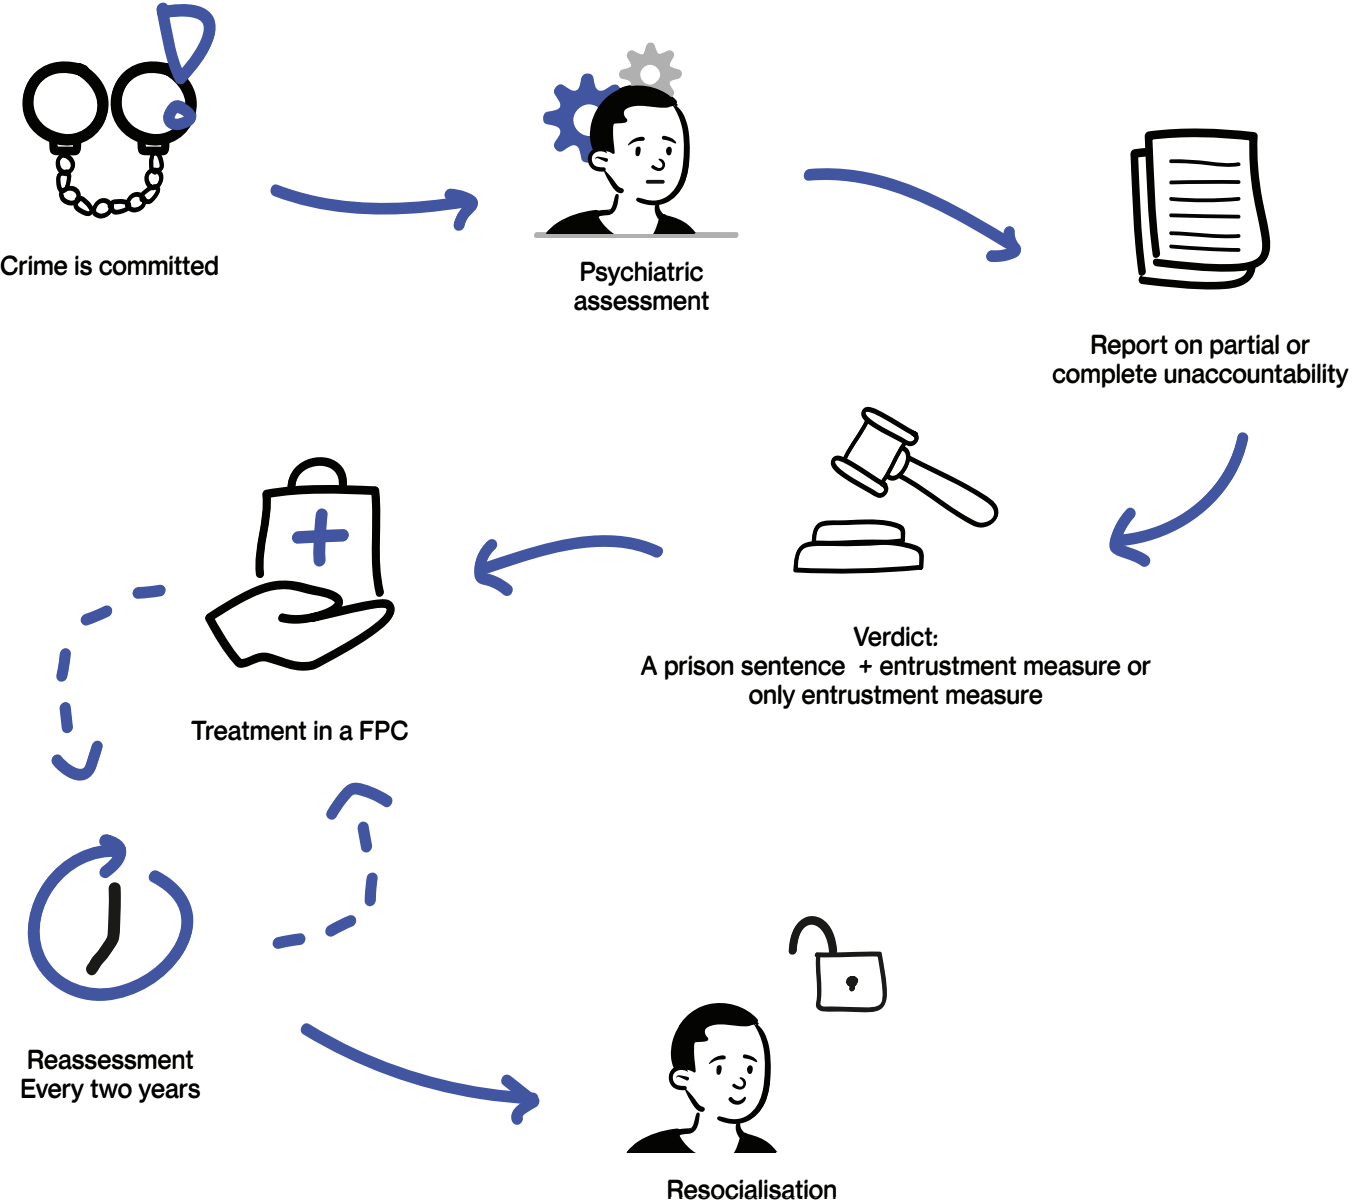 Crime is committed
Psychiatric
assessment
Report on partial or
complete unaccountability
Verdict:
A prison sentence  + entrustment measure or
only entrustment measure
Treatment in a FPC
Reassessment
Every two years
Resocialisation